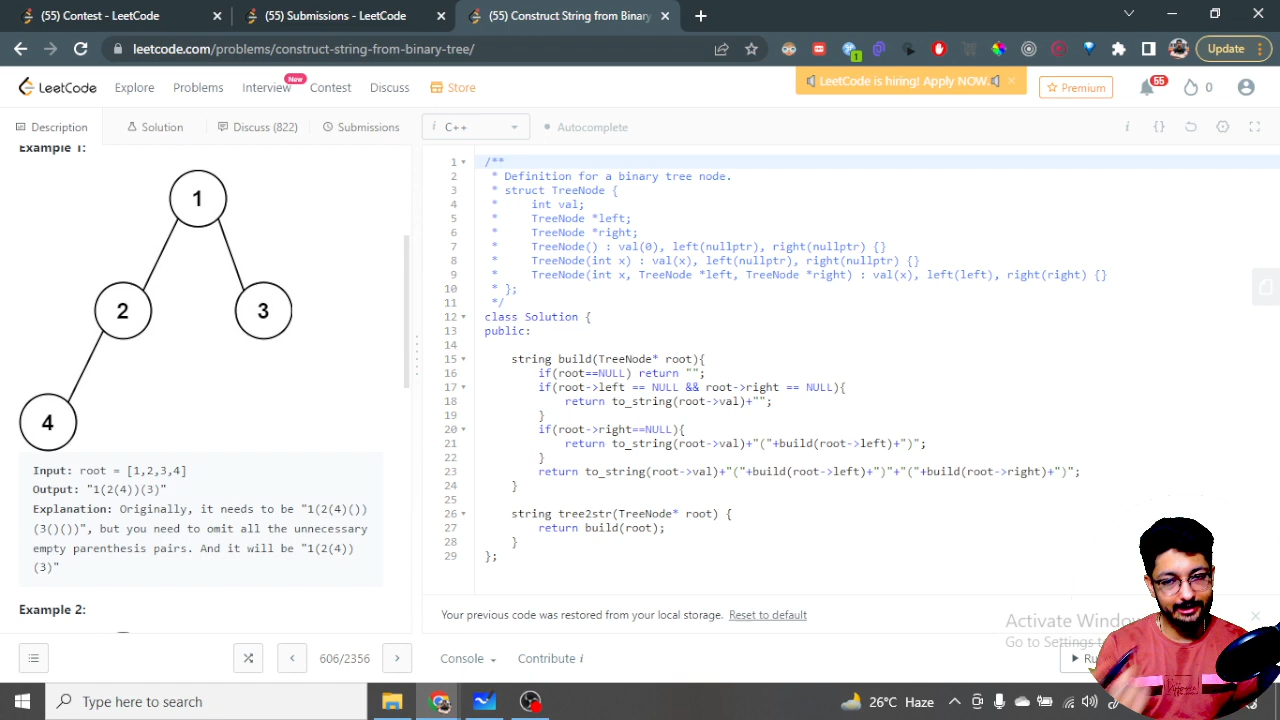 (55) Contest - LeetCode
(55) Submissions - LeetCode
(55) Construct String from Binary
leetcode.com/problems/construct-string-from-binary-tree/
1
Update
LeetCode
Explore
Problems
Interview
New
Contest
Discuss
Store
LeetCode is hiring! Apply NOW.
Premium
55
0
Description
Solution
Discuss (822)
Submissions
i C++
Autocomplete
i {}
Example 1:
1
2
3
4
Input: root = [1,2,3,4]
Output: "1(2(4))(3)"
Explanation: Originally, it needs to be "1(2(4)())
(3()())", but you need to omit all the unnecessary
empty parenthesis pairs. And it will be "1(2(4))
(3)"
Example 2:
1 /**
2 * Definition for a binary tree node.
3 * struct TreeNode {
4 *     int val;
5 *     TreeNode *left;
6 *     TreeNode *right;
7 *     TreeNode() : val(0), left(nullptr), right(nullptr) {}
8 *     TreeNode(int x) : val(x), left(nullptr), right(nullptr) {}
9 *     TreeNode(int x, TreeNode *left, TreeNode *right) : val(x), left(left), right(right) {}
10 * };
11 */
12 class Solution {
13 public:
14
15     string build(TreeNode* root){
16         if(root==NULL) return "";
17         if(root->left == NULL && root->right == NULL){
18             return to_string(root->val)+"";
19         }
20         if(root->right==NULL){
21             return to_string(root->val)+"("+build(root->left)+")";
22         }
23         return to_string(root->val)+"("+build(root->left)+")"+"("+build(root->right)+")";
24     }
25
26     string tree2str(TreeNode* root) {
27         return build(root);
28     }
29 };
Your previous code was restored from your local storage. Reset to default
Activate Windo
Go to Settings t
606/2356
Console
Contribute i
Ru
Type here to search
26°C Haze